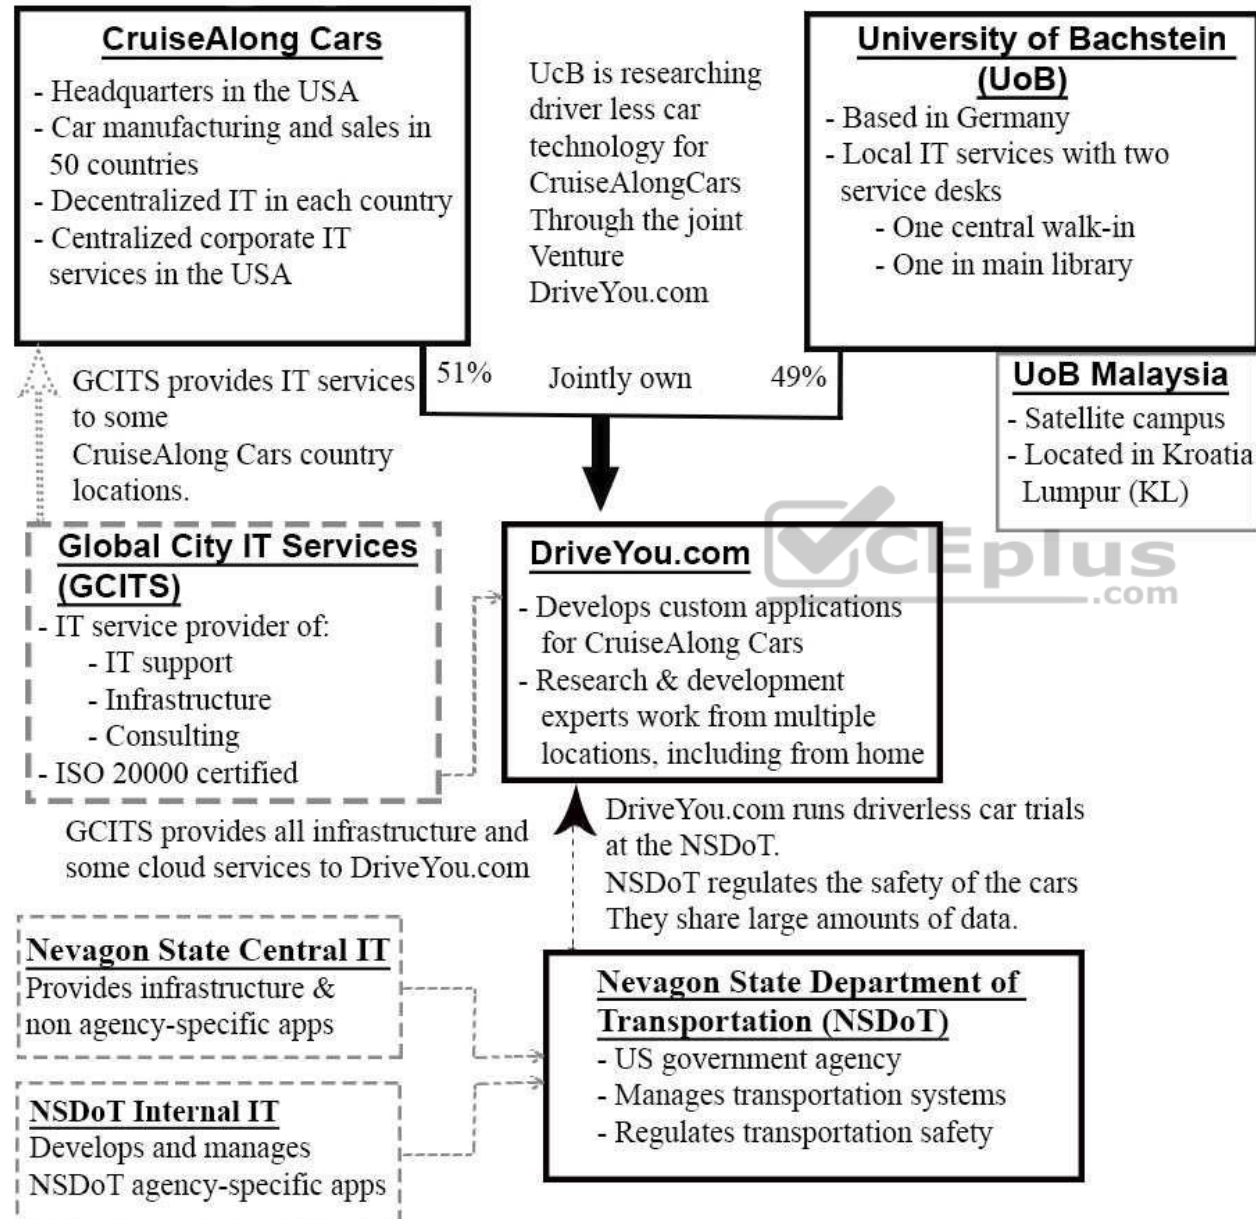 CruiseAlong Cars
- Headquarters in the USA
- Car manufacturing and sales in
50 countries
- Decentralized IT in each country
- Centralized corporate IT
services in the USA
UcB is researching
driver less car
technology for
CruiseAlongCars
Through the joint
Venture
DriveYou.com
University of Bachstein
(UoB)
- Based in Germany
- Local IT services with two
service desks
- One central walk-in
- One in main library
51%
Jointly own
49%
GCITS provides IT services
to some
CruiseAlong Cars country
locations.
UoB Malaysia
- Satellite campus
- Located in Kroatia
Lumpur (KL)
Global City IT Services
(GCITS)
- IT service provider of:
- IT support
- Infrastructure
- Consulting
- ISO 20000 certified
DriveYou.com
- Develops custom applications
for CruiseAlong Cars
- Research & development
experts work from multiple
locations, including from home
CEplus
.com
GCITS provides all infrastructure and
some cloud services to DriveYou.com
DriveYou.com runs driverless car trials
at the NSDoT.
NSDoT regulates the safety of the cars
They share large amounts of data.
Nevagon State Central IT
Provides infrastructure &
non agency-specific apps
NSDoT Internal IT
Develops and manages
NSDoT agency-specific apps
Nevagon State Department of
Transportation (NSDoT)
- US government agency
- Manages transportation systems
- Regulates transportation safety